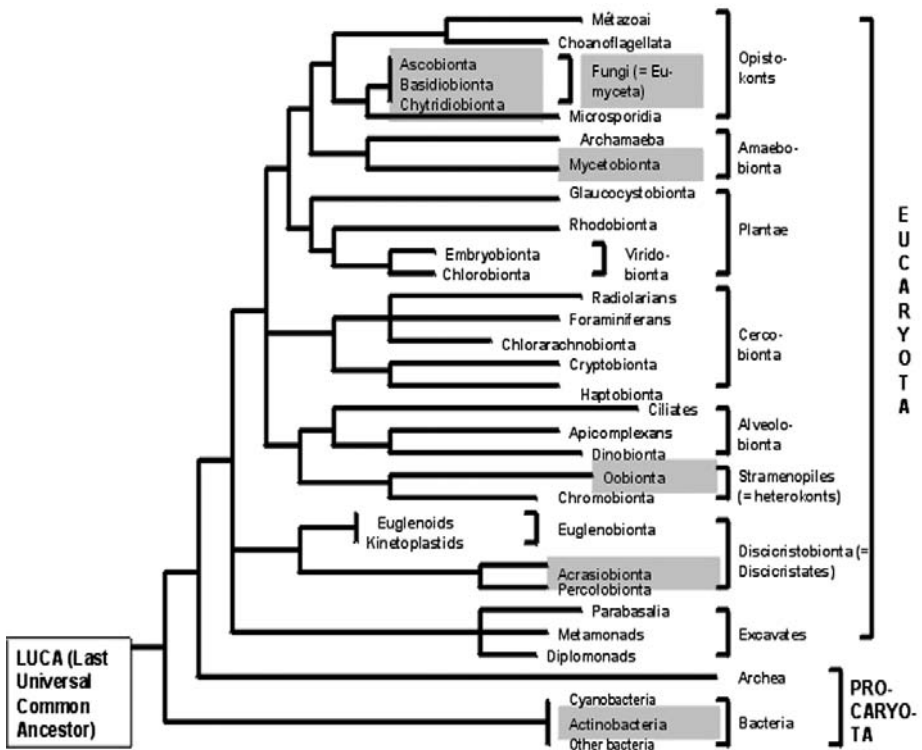 Métazoai
Choanoflagellata
Opisto-
konts
Ascobionta
Basidiobionta
Chytridiobionta
Fungi (= Eu-
myceta)
Microsporidia
Archamaeba
Mycetobionta
Amaebo-
bionta
Glaucocystobionta
Rhodobionta
Plantae
Embryobionta
Chlorobionta
Virido-
bionta
Radiolarians
Foraminiferans
Chlorarachnobionta
Cryptobionta
Haptobionta
Cerco-
bionta
Ciliates
Apicomplexans
Dinobionta
Alveolo-
bionta
Oobionta
Chromobionta
Stramenopiles
(= heterokonts)
Euglenoids
Kinetoplastids
Euglenobionta
Acrasiobionta
Percolobionta
Discicristobionta (=
Discicristates)
Parabasalia
Metamonads
Diplomonads
Excavates
E
U
C
A
R
Y
O
T
A
LUCA (Last
Universal
Common
Ancestor)
Archea
Cyanobacteria
Actinobacteria
Other bacteria
Bacteria
PRO-
CARYO-
TA